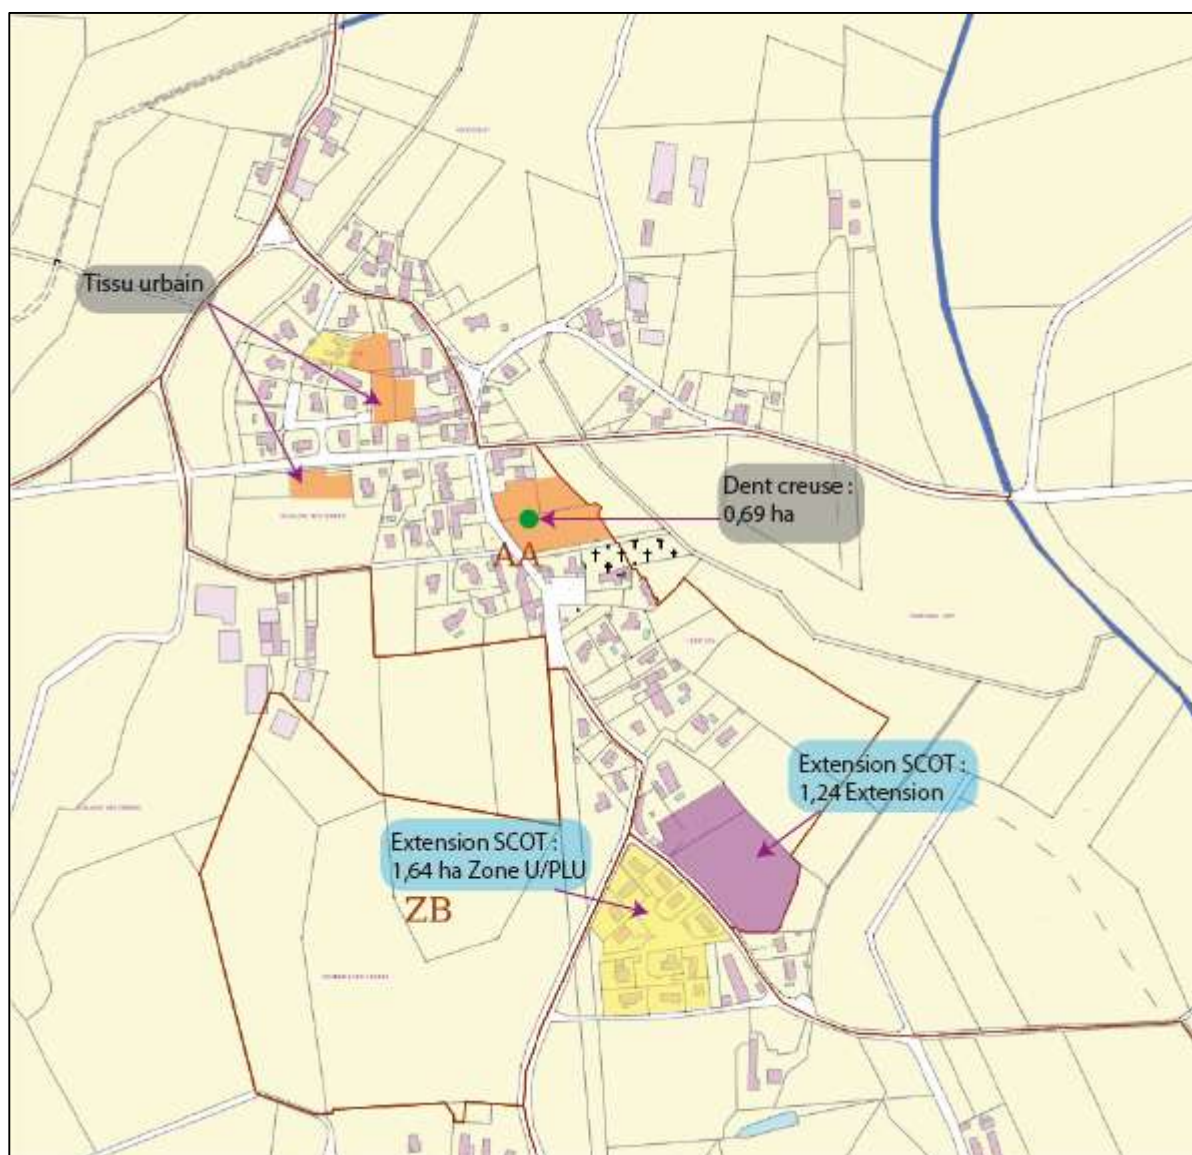 Tissu urbain
Dent creuse :
0,69 ha
AA
Extension SCOT :
1,24 Extension
Extension SCOT :
1,64 ha Zone U/PLU
ZB